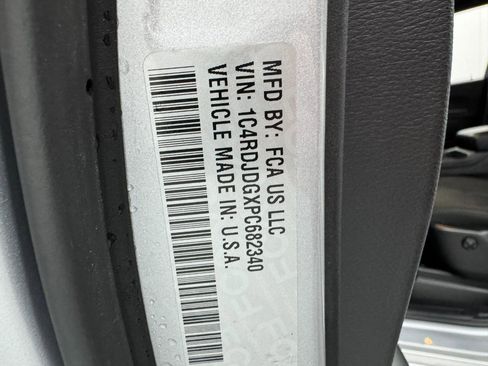 MFD BY: FCA US LLC
VIN: 1C4RDJDGXPC682340
VEHICLE MADE IN: U.S.A.